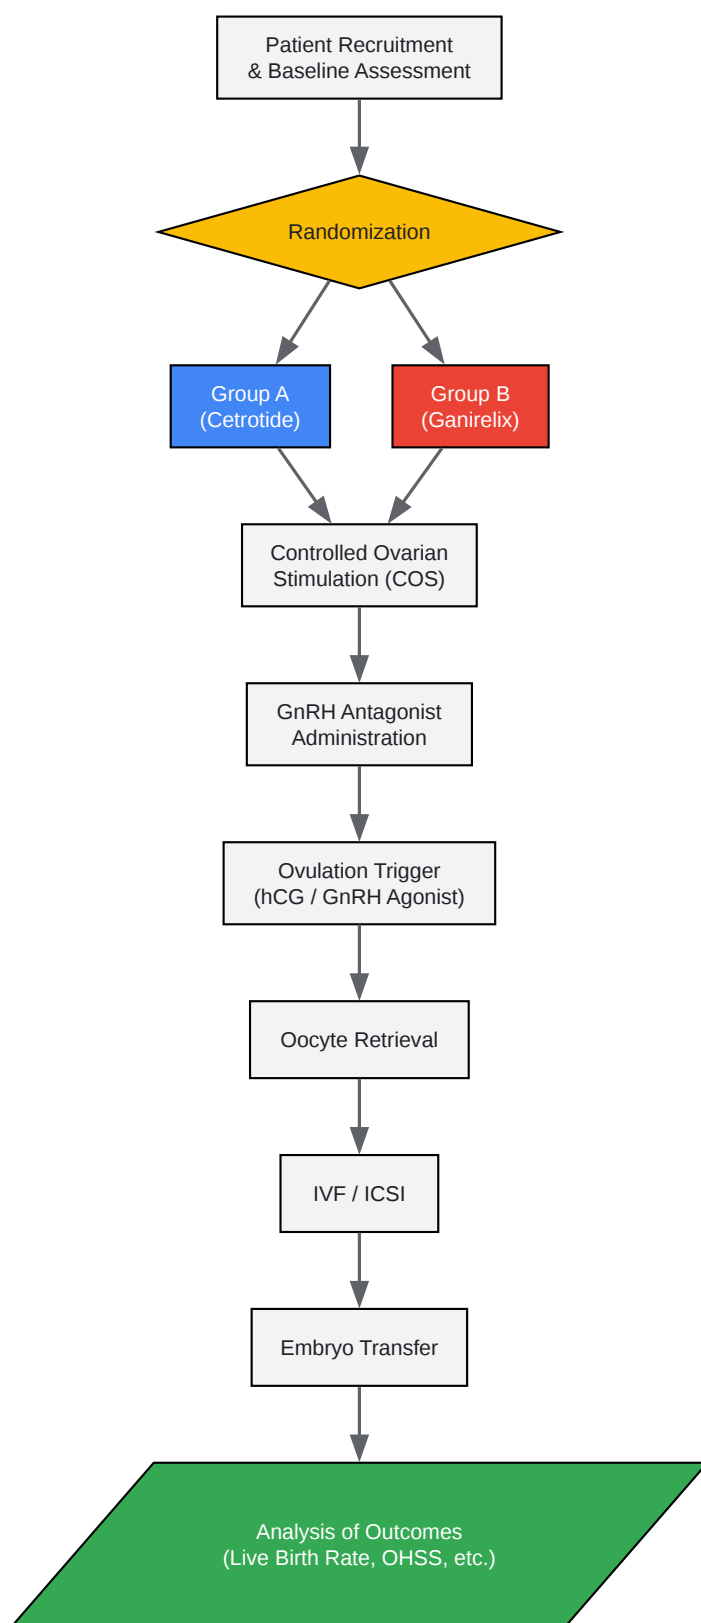 Patient Recruitment
& Baseline Assessment
Randomization
Group A
(Cetrotide)
Group B
(Ganirelix)
Controlled Ovarian
Stimulation (COS)
GnRH Antagonist
Administration
Ovulation Trigger
(hCG / GnRH Agonist)
Oocyte Retrieval
IVF / ICSI
Embryo Transfer
Analysis of Outcomes
(Live Birth Rate, OHSS, etc.)